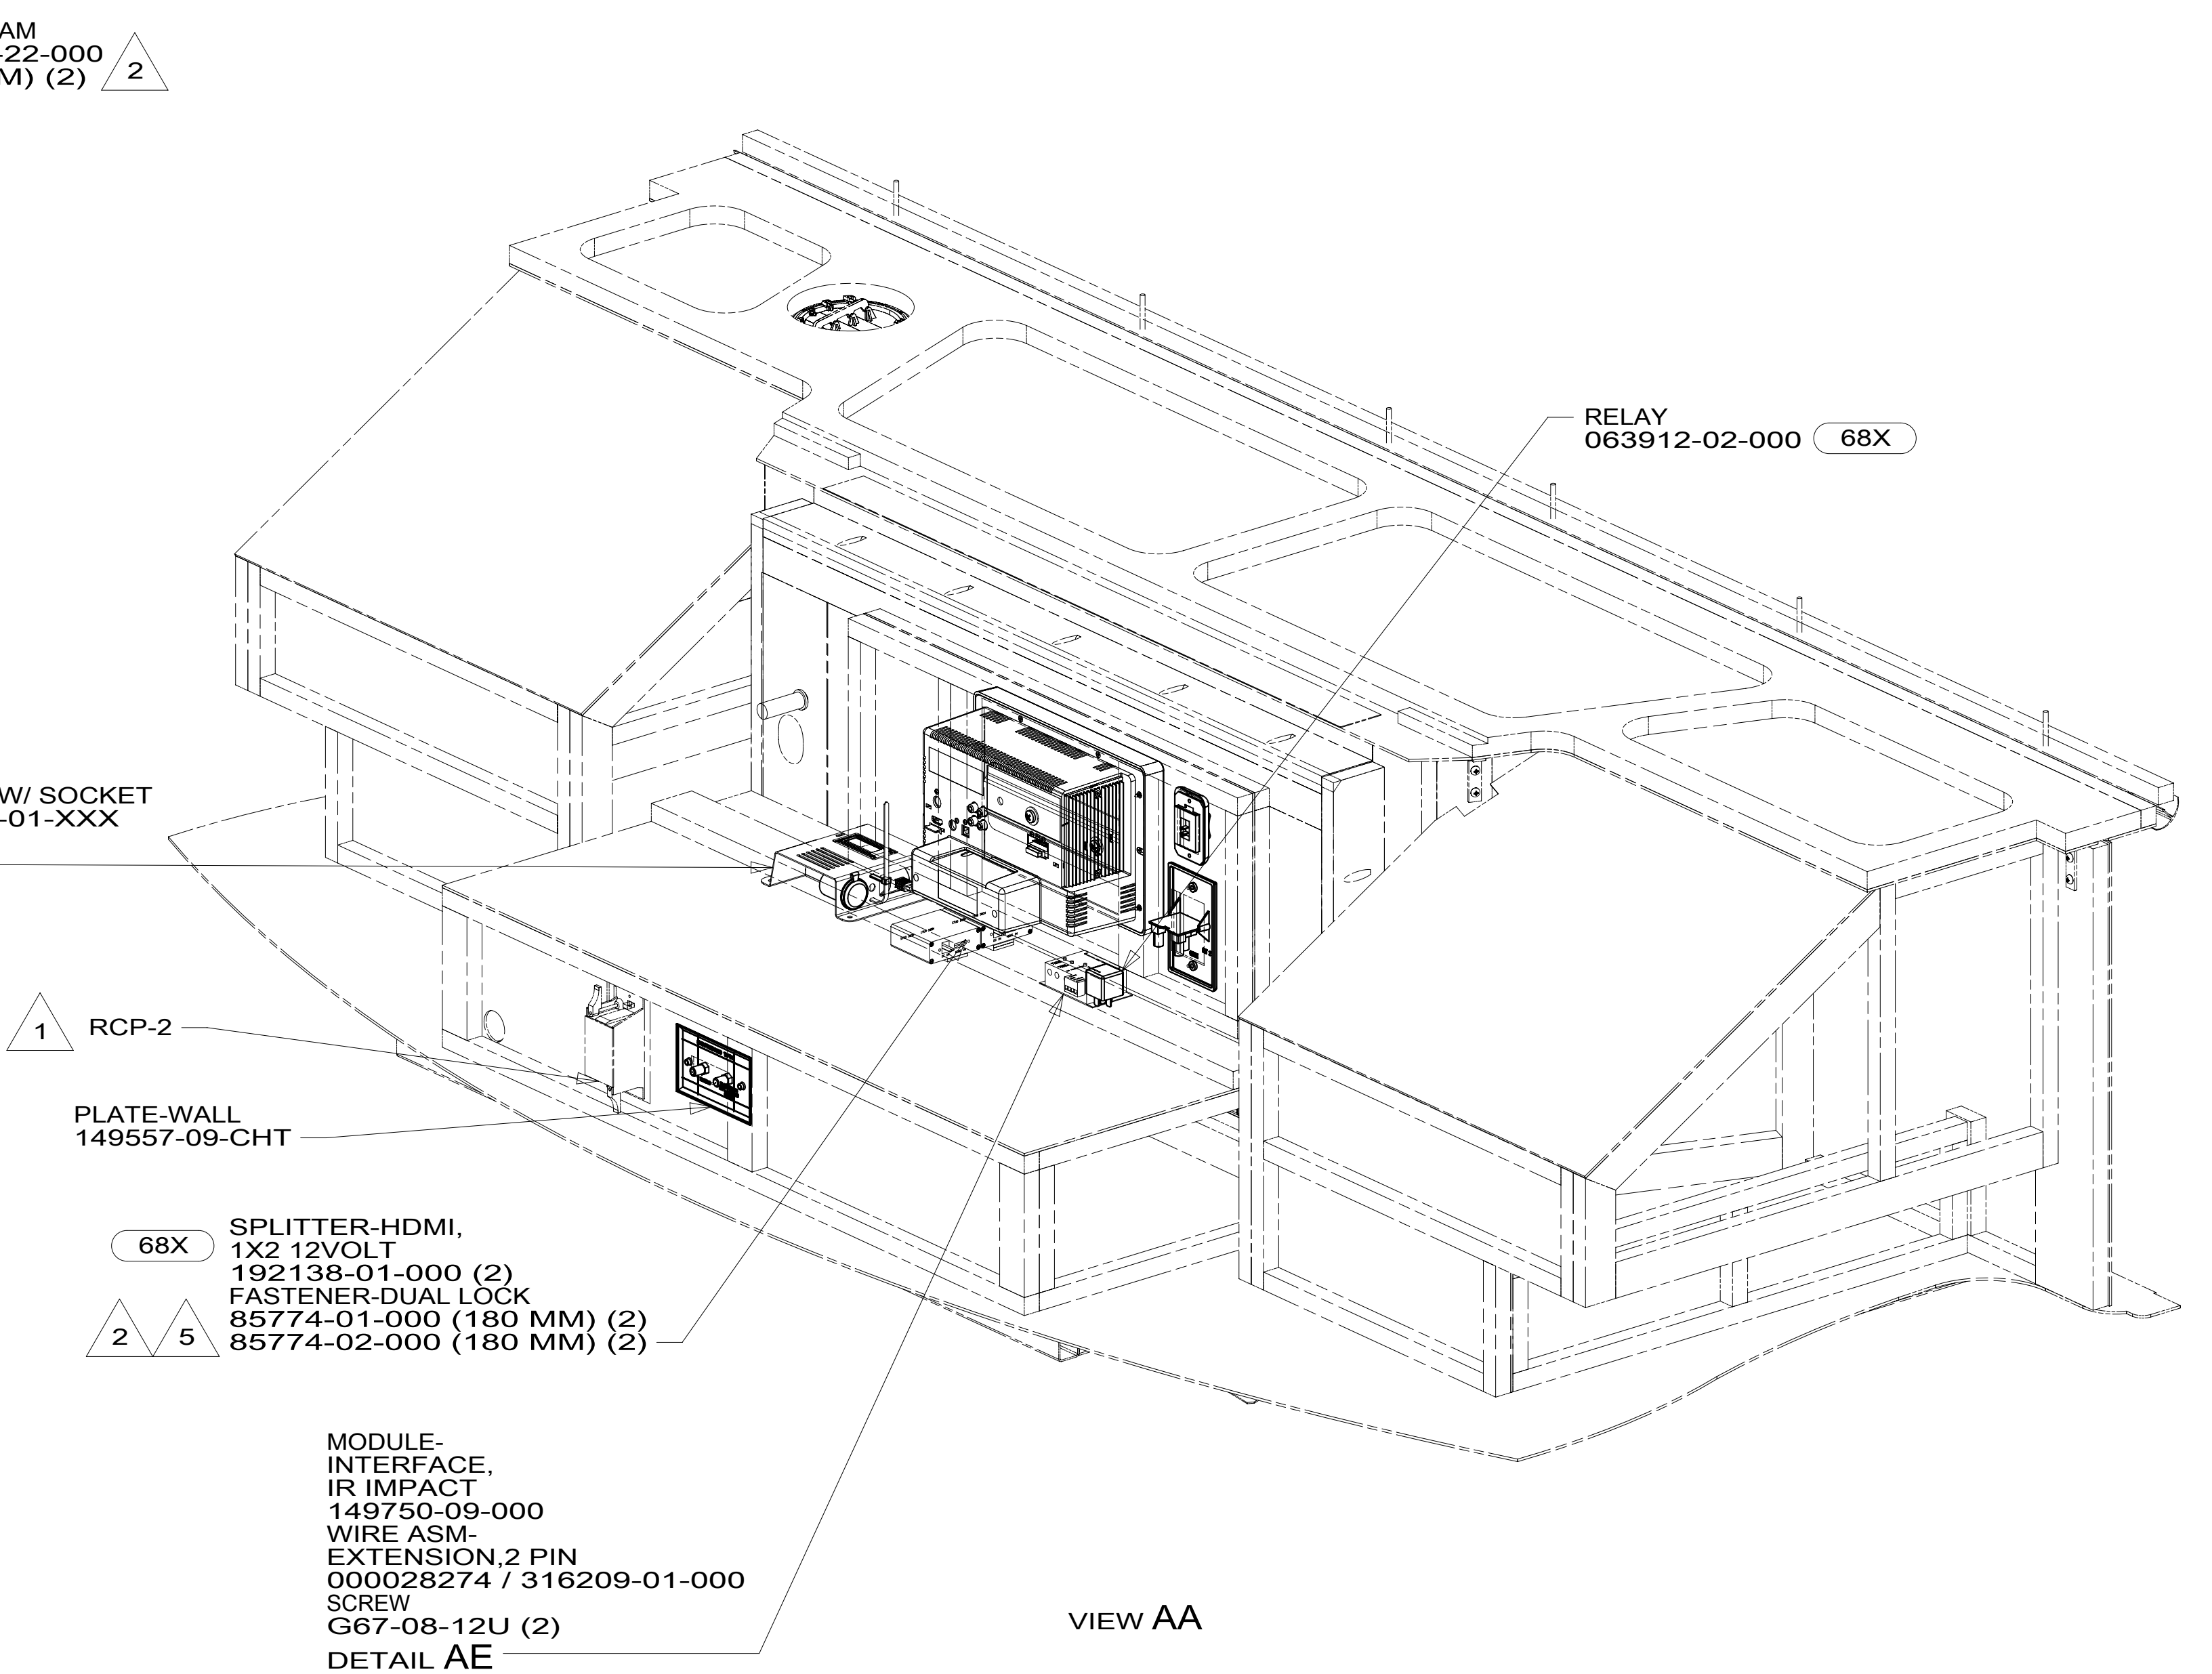 AM
-22-000
M) (2)
2
RELAY
063912-02-000
68X
W/ SOCKET
-01-XXX
1
RCP-2
PLATE-WALL
149557-09-CHT
68X
SPLITTER-HDMI,
1X2 12VOLT
192138-01-000 (2)
FASTENER-DUAL LOCK
85774-01-000 (180 MM) (2)
85774-02-000 (180 MM) (2)
2
5
MODULE-
INTERFACE,
IR IMPACT
149750-09-000
WIRE ASM-
EXTENSION,2 PIN
000028274 / 316209-01-000
SCREW
G67-08-12U (2)
DETAIL AE
VIEW AA